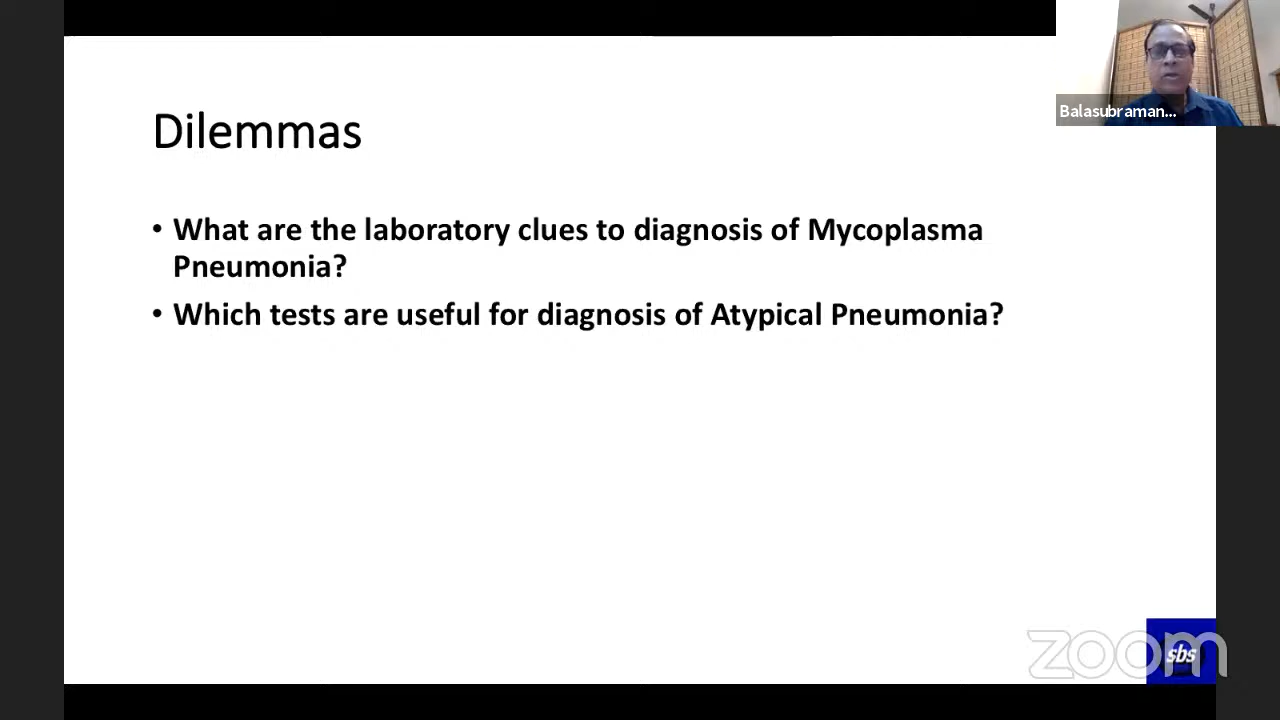 Balasubraman...
Dilemmas
• What are the laboratory clues to diagnosis of Mycoplasma
Pneumonia?
• Which tests are useful for diagnosis of Atypical Pneumonia?
zoom
sbs